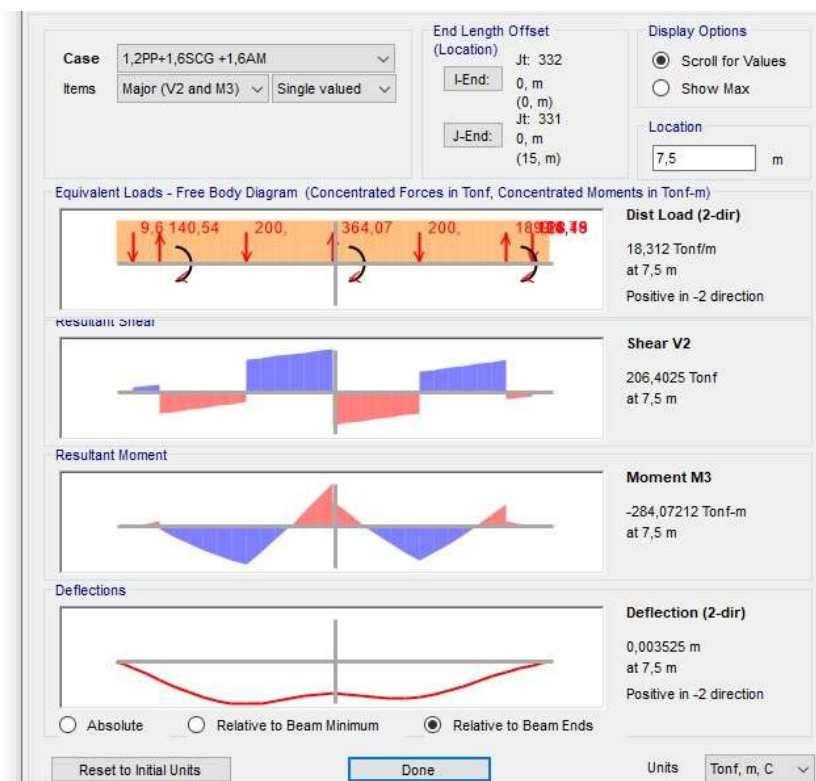 Case
1,2PP+1,6SCG +1,6AM
Items
Major (V2 and M3)
Single valued
End Length Offset
(Location)
I-End:
Jt: 332
0, m
(0, m)
J-End:
Jt: 331
0, m
(15, m)
Display Options
Scroll for Values
Show Max
Location
7,5
m
Equivalent Loads - Free Body Diagram (Concentrated Forces in Tonf, Concentrated Moments in Tonf-m)
9,6 140,54 200, 364,07 200,
Dist Load (2-dir)
18,312 Tonf/m
at 7,5 m
Positive in -2 direction
Resultant Shear
Shear V2
206,4025 Tonf
at 7,5 m
Resultant Moment
Moment M3
-284,07212 Tonf-m
at 7,5 m
Deflections
Deflection (2-dir)
0,003525 m
at 7,5 m
Positive in -2 direction
Absolute
Relative to Beam Minimum
Relative to Beam Ends
Reset to Initial Units
Done
Units
Tonf, m, C